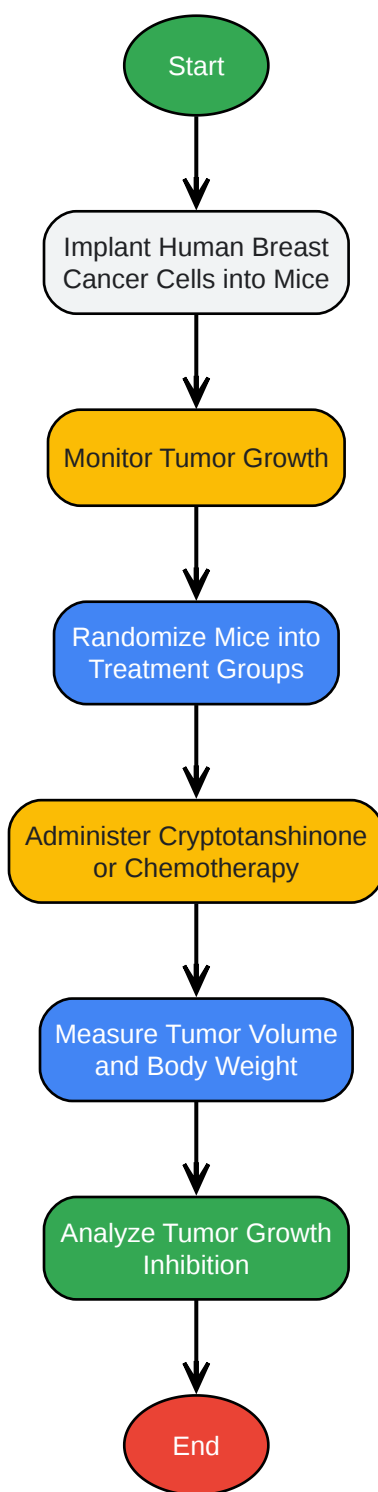 Start
Implant Human Breast
Cancer Cells into Mice
Monitor Tumor Growth
Randomize Mice into
Treatment Groups
Administer Cryptotanshinone
or Chemotherapy
Measure Tumor Volume
and Body Weight
Analyze Tumor Growth
Inhibition
End